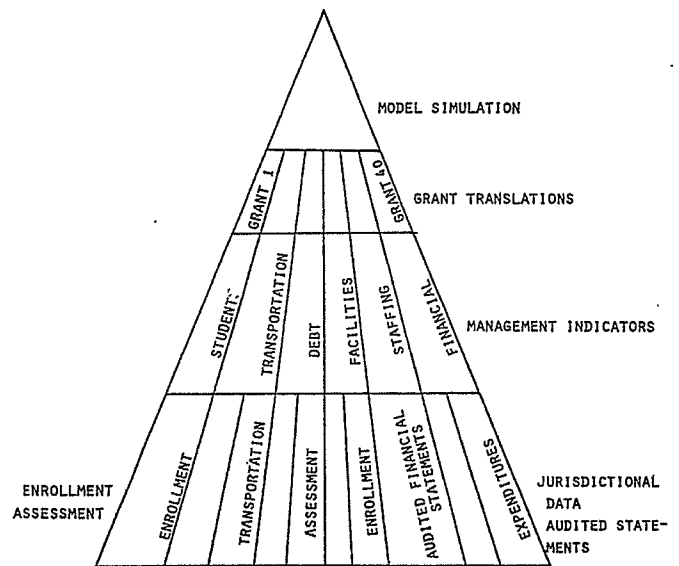 MODEL SIMULATION
GRANT 1
GRANT 40
GRANT TRANSLATIONS
STUDENT:
TRANSPORTATION
DEBT
FACILITIES
STAFFING
FINANCIAL
MANAGEMENT INDICATORS
ENROLLMENT
ASSESSMENT
ENROLLMENT
TRANSPORTATION
ASSESSMENT
ENROLLMENT
AUDITED FINANCIAL
STATEMENTS
EXPENDITURES
JURISDICTIONAL
DATA
AUDITED STATE-
MENTS